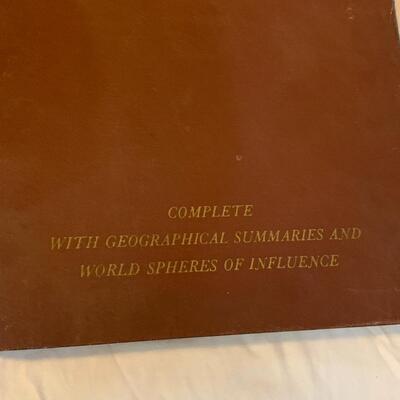 COMPLETE
WITH GEOGRAPHICAL SUMMARIES AND
WORLD SPHERES OF INFLUENCE